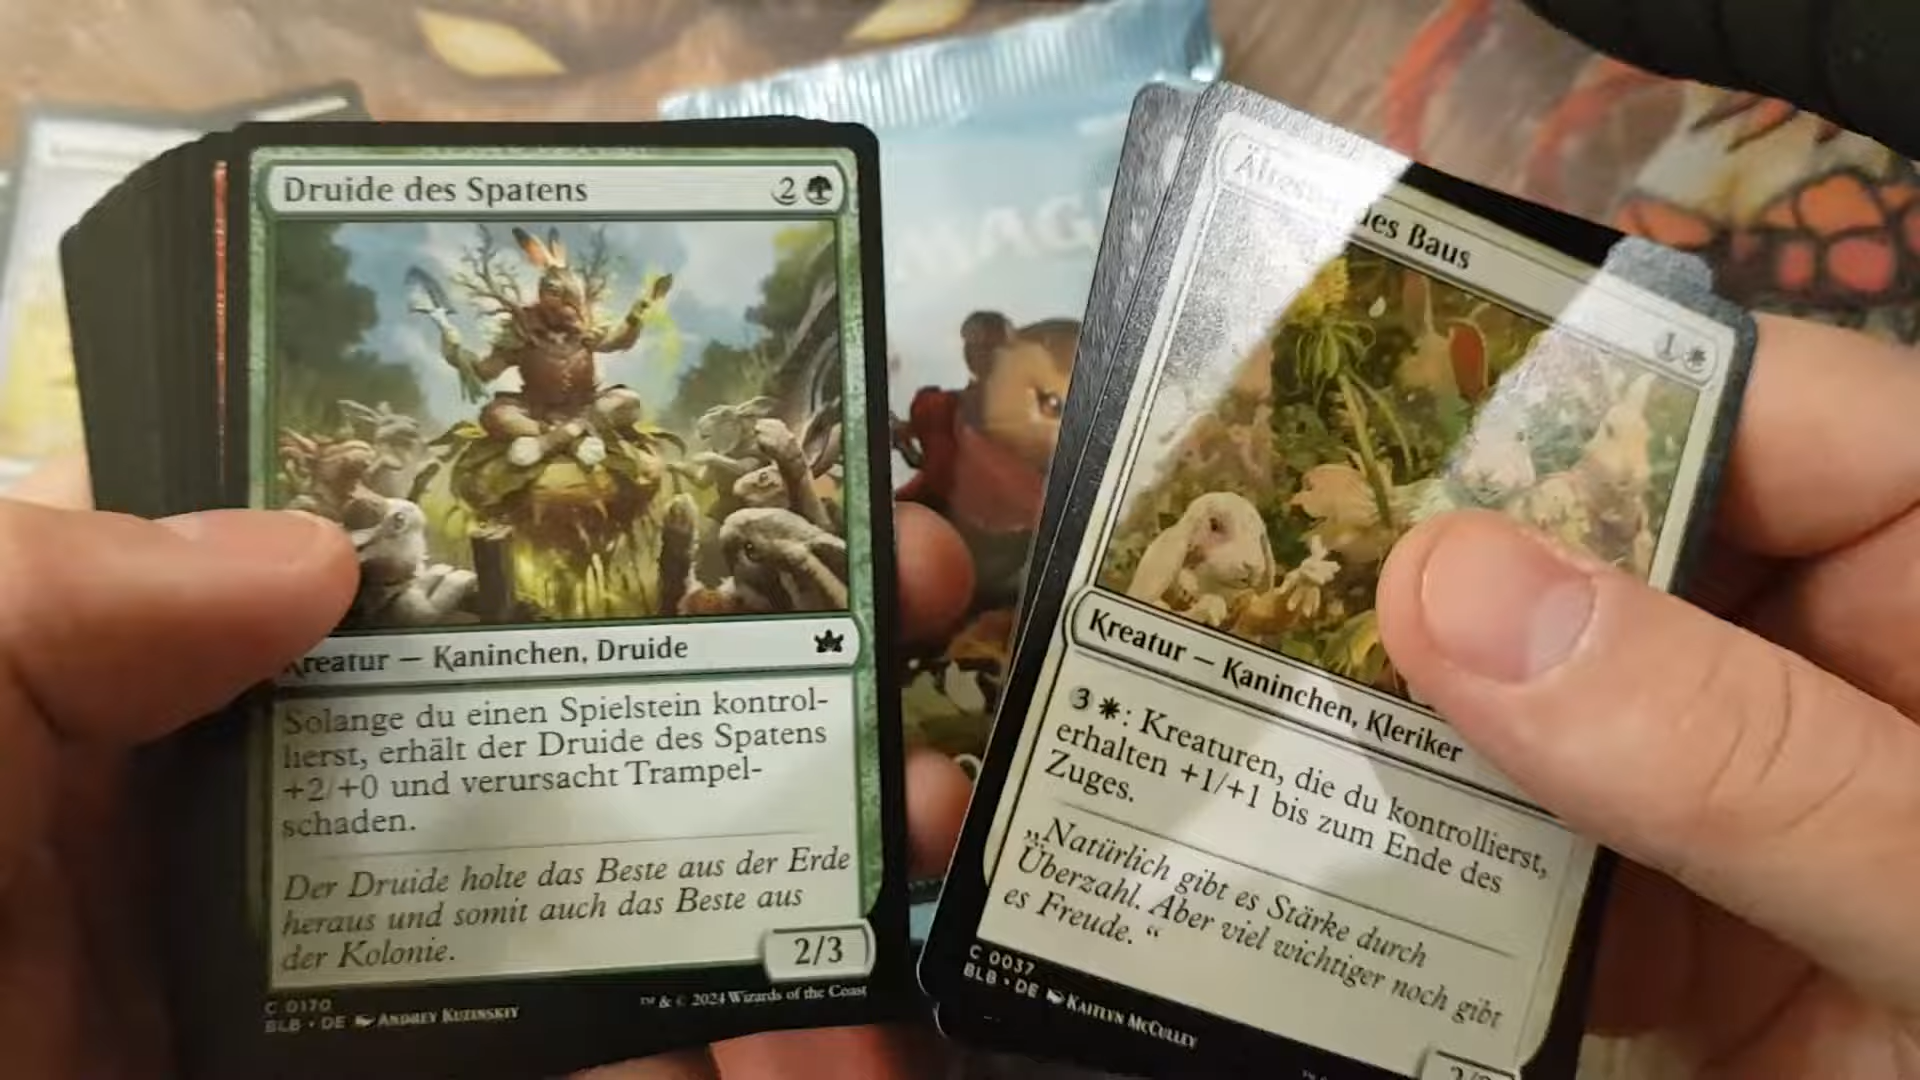 Druide des Spatens 2
Kreatur – Kaninchen, Druide
Solange du einen Spielstein kontrol-
lierst, erhält der Druide des Spatens
+2/+0 und verursacht Trampel-
schaden.
Der Druide holte das Beste aus der Erde
heraus und somit auch das Beste aus
der Kolonie.
2/3
C 0170
BLB • DE ANDREY KUZINSKIY
™ & © 2024 Wizards of the Coast
des Baus
1
Kreatur – Kaninchen, Kleriker
3 : Kreaturen, die du kontrollierst,
erhalten +1/+1 bis zum Ende des
Zuges.
„Natürlich gibt es Stärke durch
Überzahl. Aber viel wichtiger noch gibt
es Freude. “
C 0037
BLB • DE KAITLYN MCCULLEY